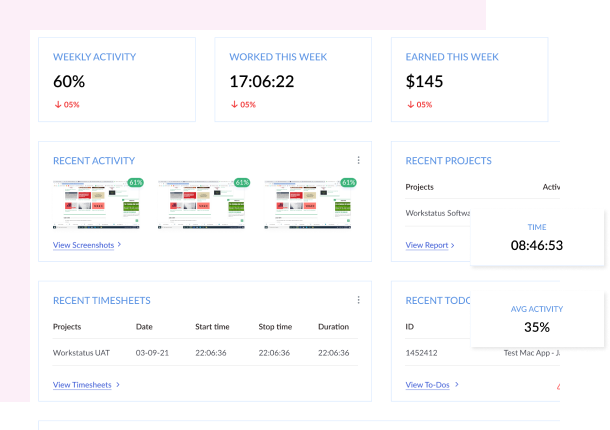 WEEKLY ACTIVITY
60%
↓ 05%
WORKED THIS WEEK
17:06:22
↓ 05%
EARNED THIS WEEK
$145
↓ 05%
RECENT ACTIVITY
61% 61% 61%
View Screenshots >
RECENT PROJECTS
Projects Activ
Workstatus Softwa
View Report >
TIME
08:46:53
RECENT TIMESHEETS
Projects Date Start time Stop time Duration
Workstatus UAT 03-09-21 22:06:36 22:06:36 22:06:36
View Timesheets >
RECENT TODO
ID
1452412 Test Mac App - Ja
View To-Dos >
AVG ACTIVITY
35%